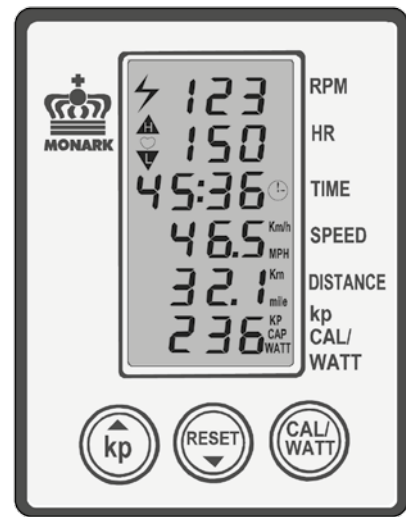 MONARK
123 RPM
H
150 HR
L
45:36 TIME
46.5 Km/h MPH SPEED
32.1 Km mile DISTANCE
236 KP CAP WATT kp CAL/ WATT
kp
RESET
CAL/
WATT